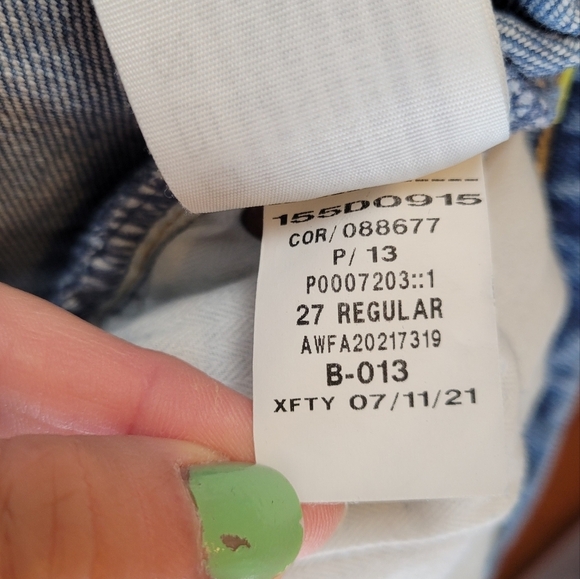 155D0915
COR/088677
P/ 13
P0007203::1
27 REGULAR
AWFA20217319
B-013
XFTY 07/11/21